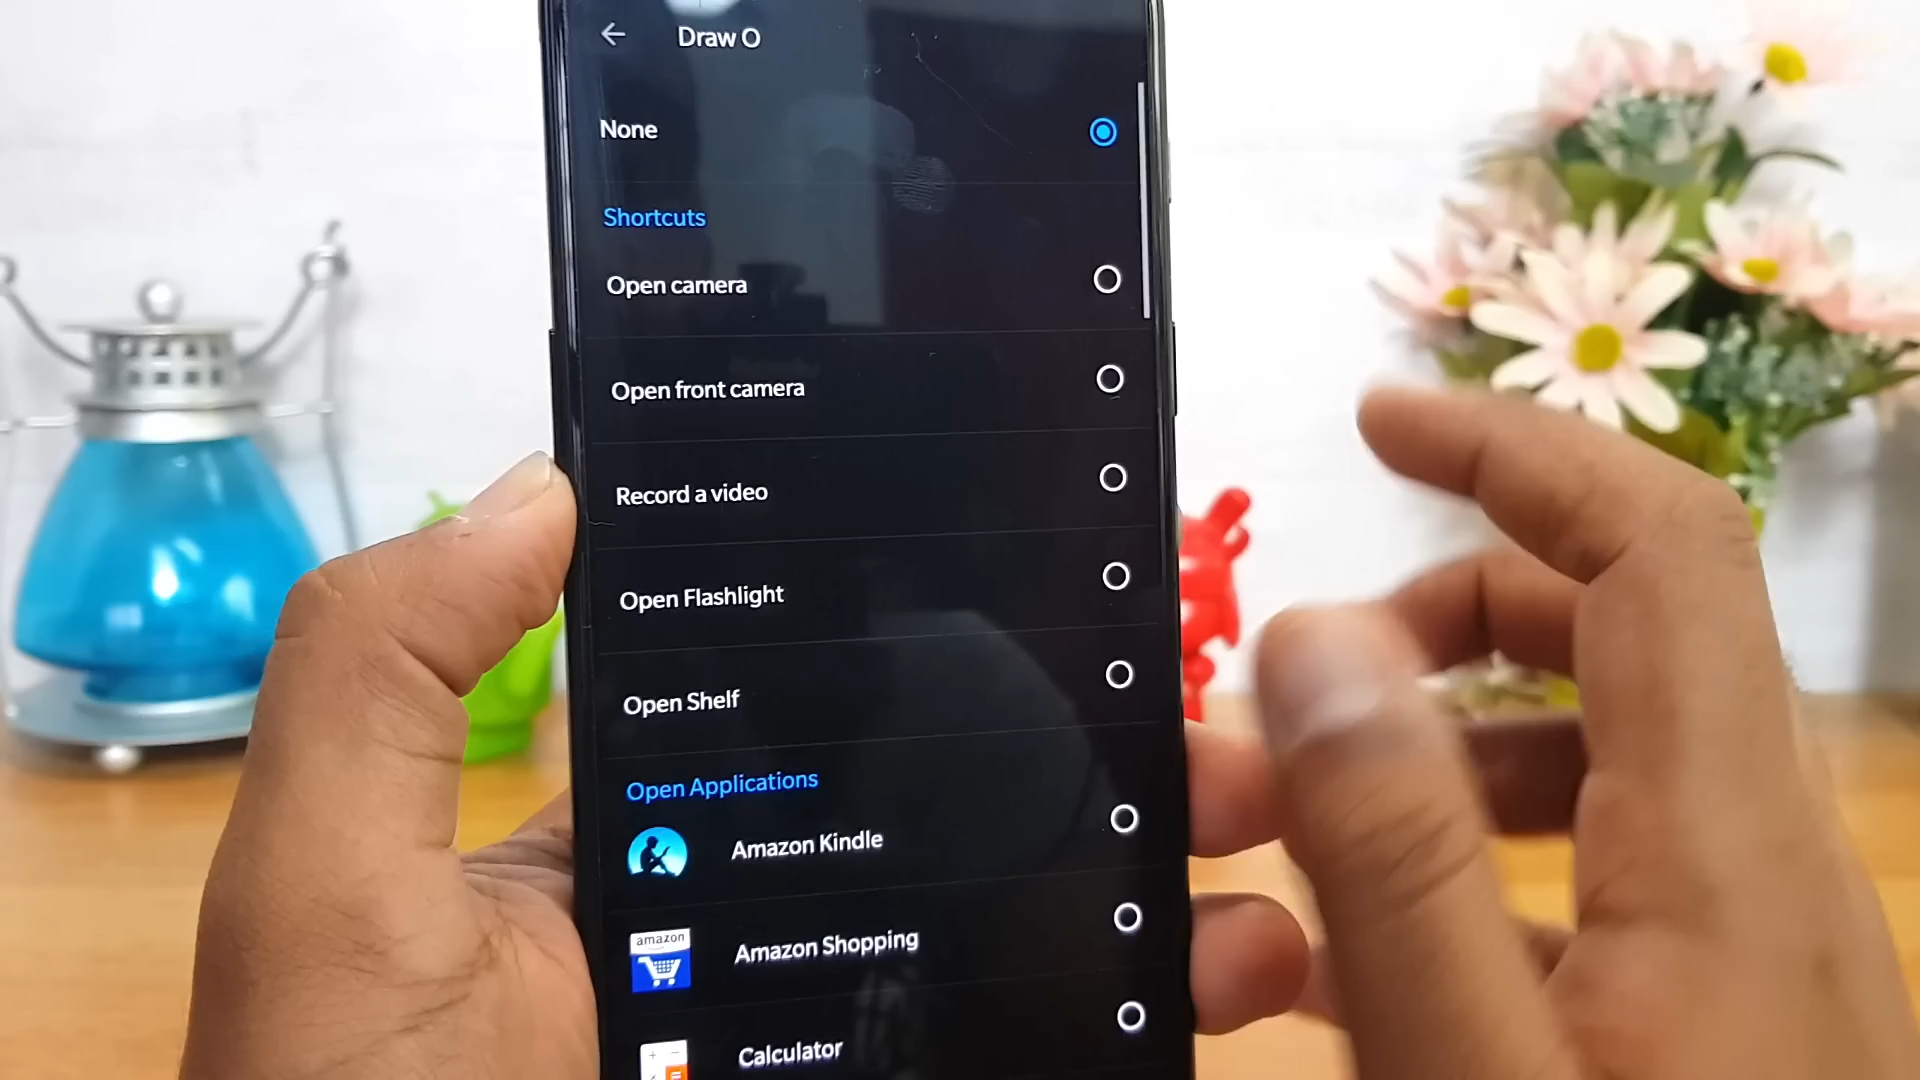 Draw O
None
Shortcuts
Open camera
Open front camera
Record a video
Open Flashlight
Open Shelf
Open Applications
Amazon Kindle
amazon
Amazon Shopping
Calculator